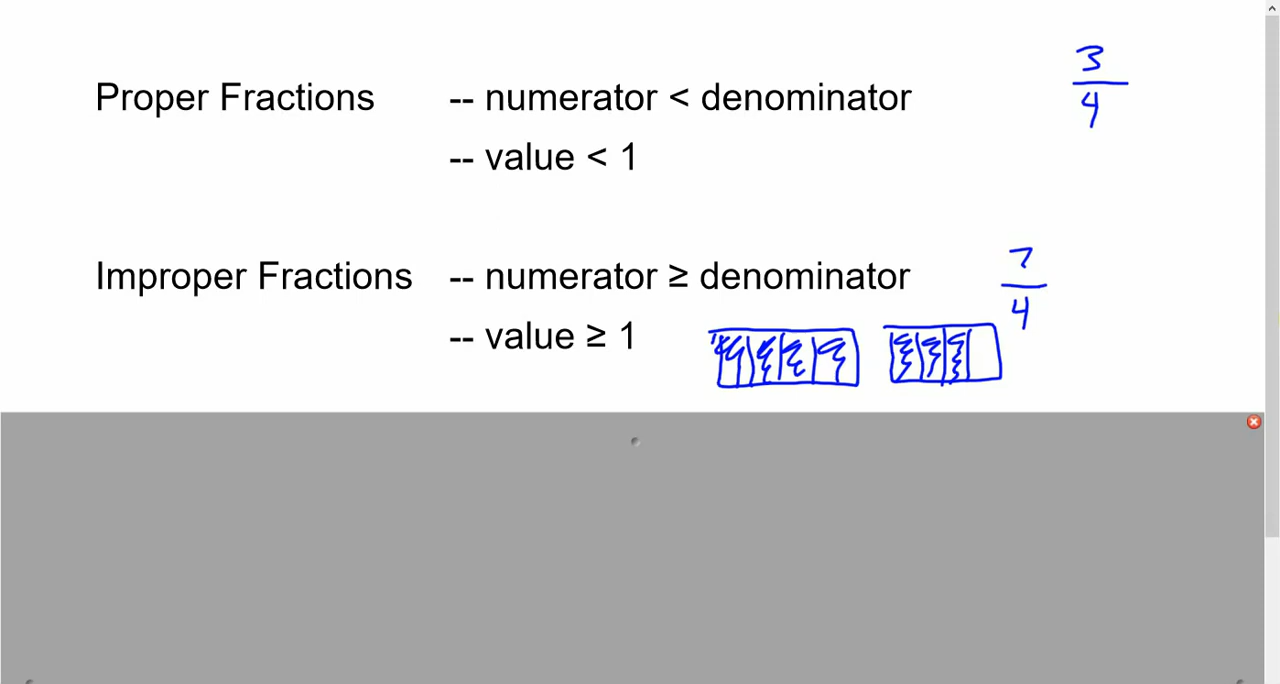 Proper Fractions -- numerator < denominator
3/4
-- value < 1
Improper Fractions -- numerator ≥ denominator
7/4
-- value ≥ 1